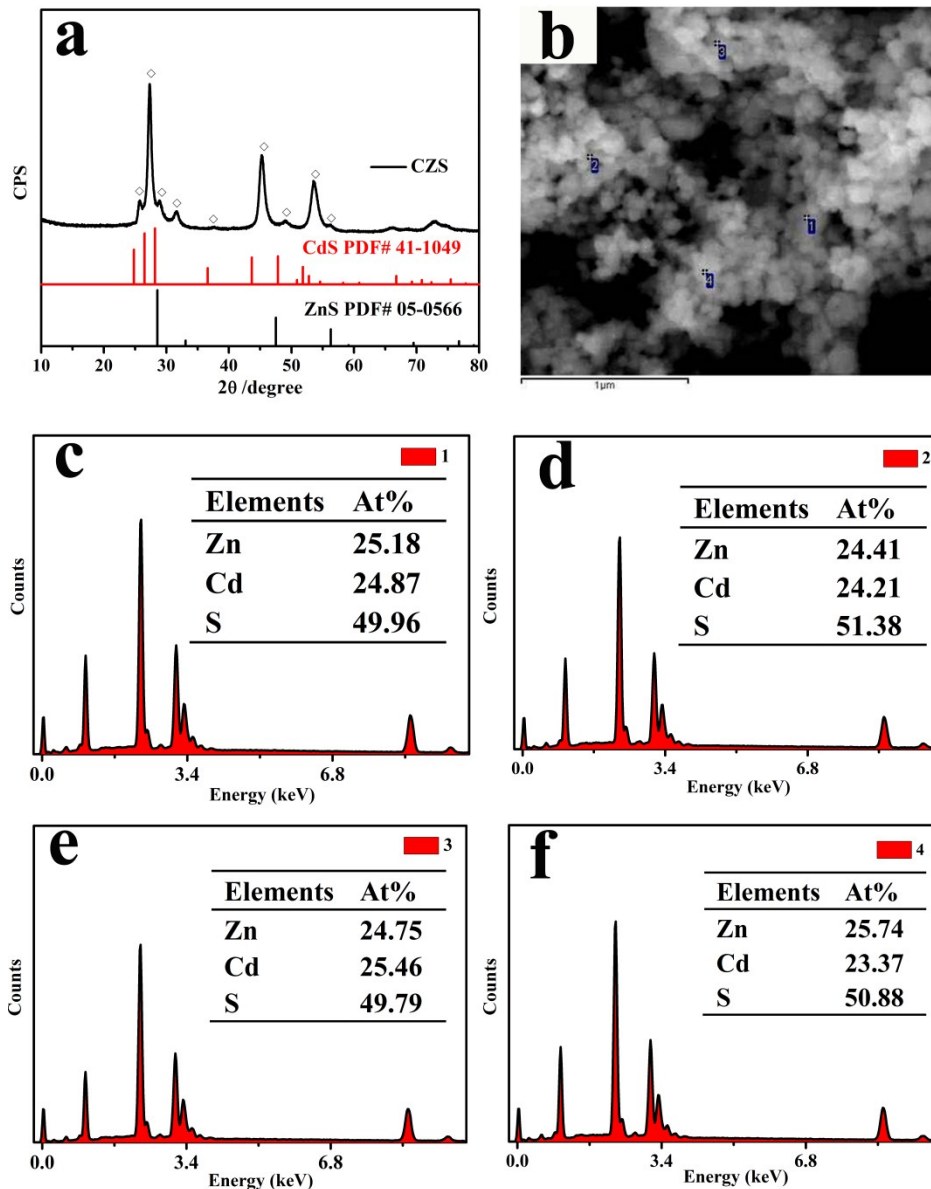 a
CPS
CZS
CdS PDF# 41-1049
ZnS PDF# 05-0566
10 20 30 40 50 60 70 80
2θ /degree
b
3
2
1
4
1μm
c
1
Elements At%
Zn 25.18
Cd 24.87
S 49.96
Counts
0.0 3.4 6.8
Energy (keV)
d
2
Elements At%
Zn 24.41
Cd 24.21
S 51.38
Counts
0.0 3.4 6.8
Energy (keV)
e
3
Elements At%
Zn 24.75
Cd 25.46
S 49.79
Counts
0.0 3.4 6.8
Energy (keV)
f
4
Elements At%
Zn 25.74
Cd 23.37
S 50.88
Counts
0.0 3.4 6.8
Energy (keV)